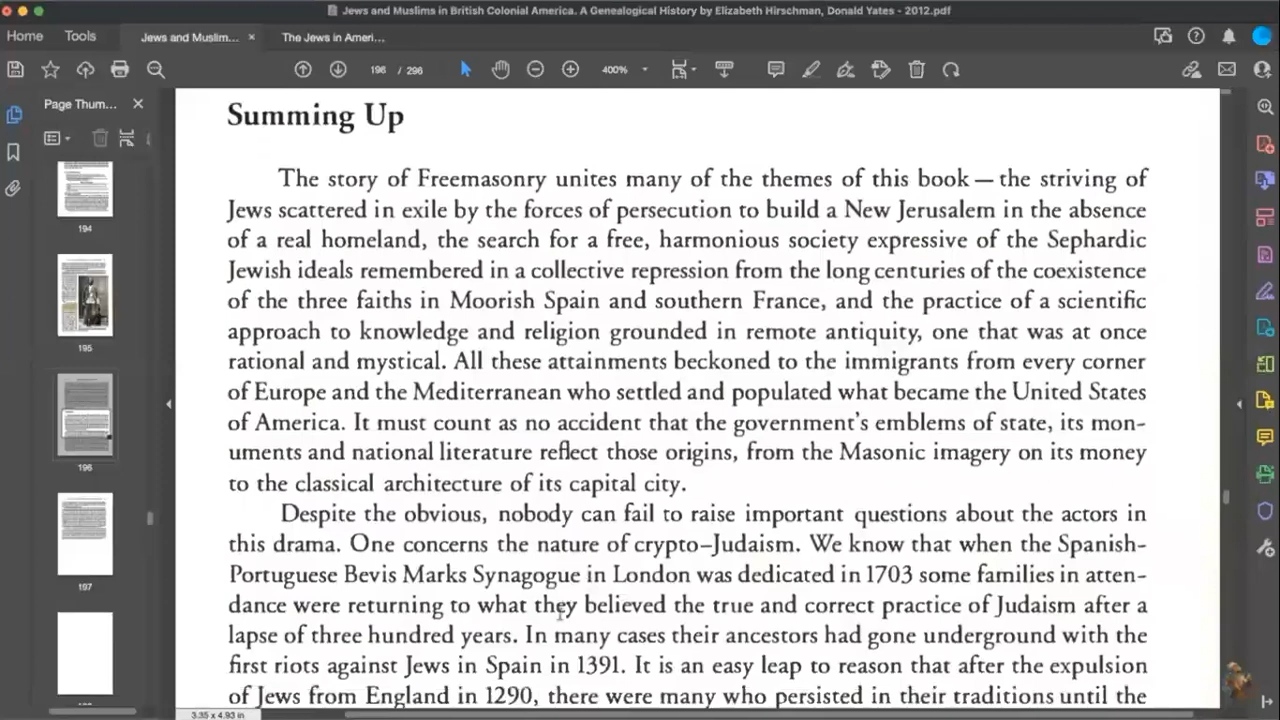 Jews and Muslims in British Colonial America. A Genealogical History by Elizabeth Hirschman, Donald Yates - 2012.pdf
Home
Tools
Jews and Muslim...
The Jews in Ameri...
196 / 296
400%
Page Thum...
194
195
196
197
Summing Up
The story of Freemasonry unites many of the themes of this book — the striving of
Jews scattered in exile by the forces of persecution to build a New Jerusalem in the absence
of a real homeland, the search for a free, harmonious society expressive of the Sephardic
Jewish ideals remembered in a collective repression from the long centuries of the coexistence
of the three faiths in Moorish Spain and southern France, and the practice of a scientific
approach to knowledge and religion grounded in remote antiquity, one that was at once
rational and mystical. All these attainments beckoned to the immigrants from every corner
of Europe and the Mediterranean who settled and populated what became the United States
of America. It must count as no accident that the government's emblems of state, its mon-
uments and national literature reflect those origins, from the Masonic imagery on its money
to the classical architecture of its capital city.
Despite the obvious, nobody can fail to raise important questions about the actors in
this drama. One concerns the nature of crypto–Judaism. We know that when the Spanish-
Portuguese Bevis Marks Synagogue in London was dedicated in 1703 some families in atten-
dance were returning to what they believed the true and correct practice of Judaism after a
lapse of three hundred years. In many cases their ancestors had gone underground with the
first riots against Jews in Spain in 1391. It is an easy leap to reason that after the expulsion
of Jews from England in 1290, there were many who persisted in their traditions until the
3.35 x 4.93 in